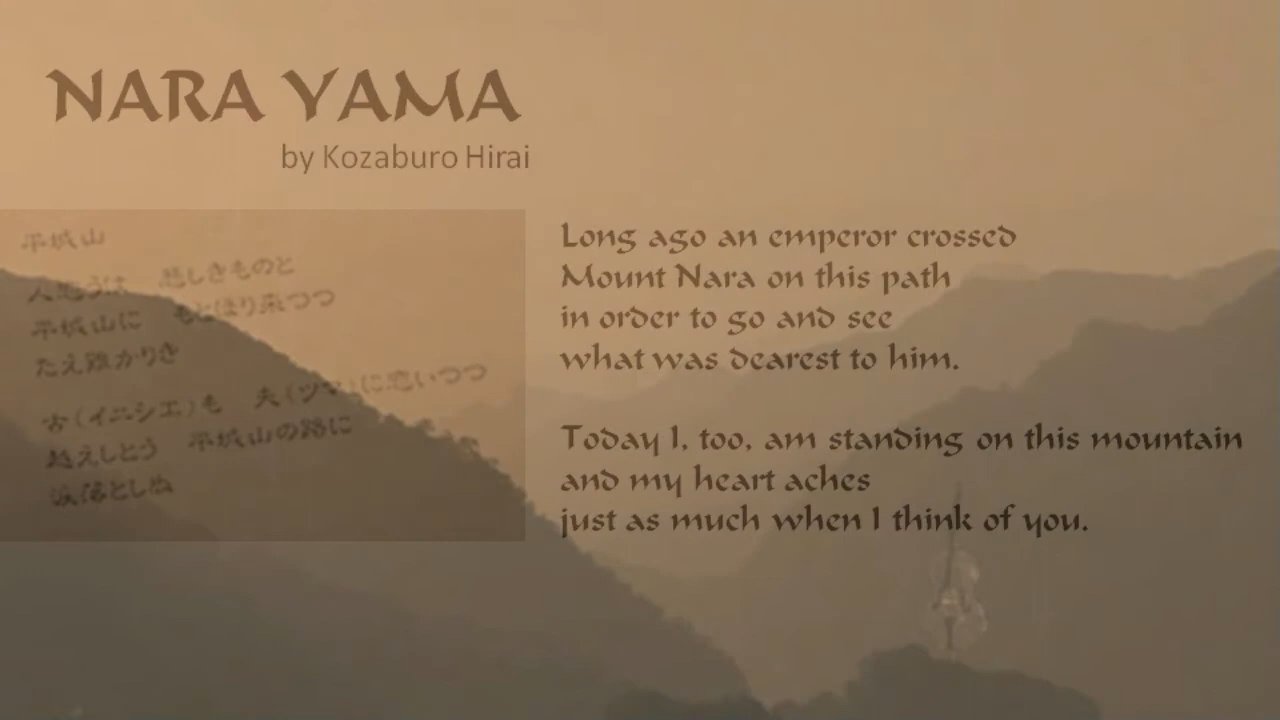 NARA YAMA
by Kozaburo Hirai
平城山
人恋うは 悲しきものと
平城山に もとほり来つつ
たえ難かりき
古(イニシエ)も 夫(ツマ)に恋いつつ
越えしとう 平城山の路に
涙落としぬ
Long ago an emperor crossed
Mount Nara on this path
in order to go and see
what was dearest to him.
Today I, too, am standing on this mountain
and my heart aches
just as much when I think of you.